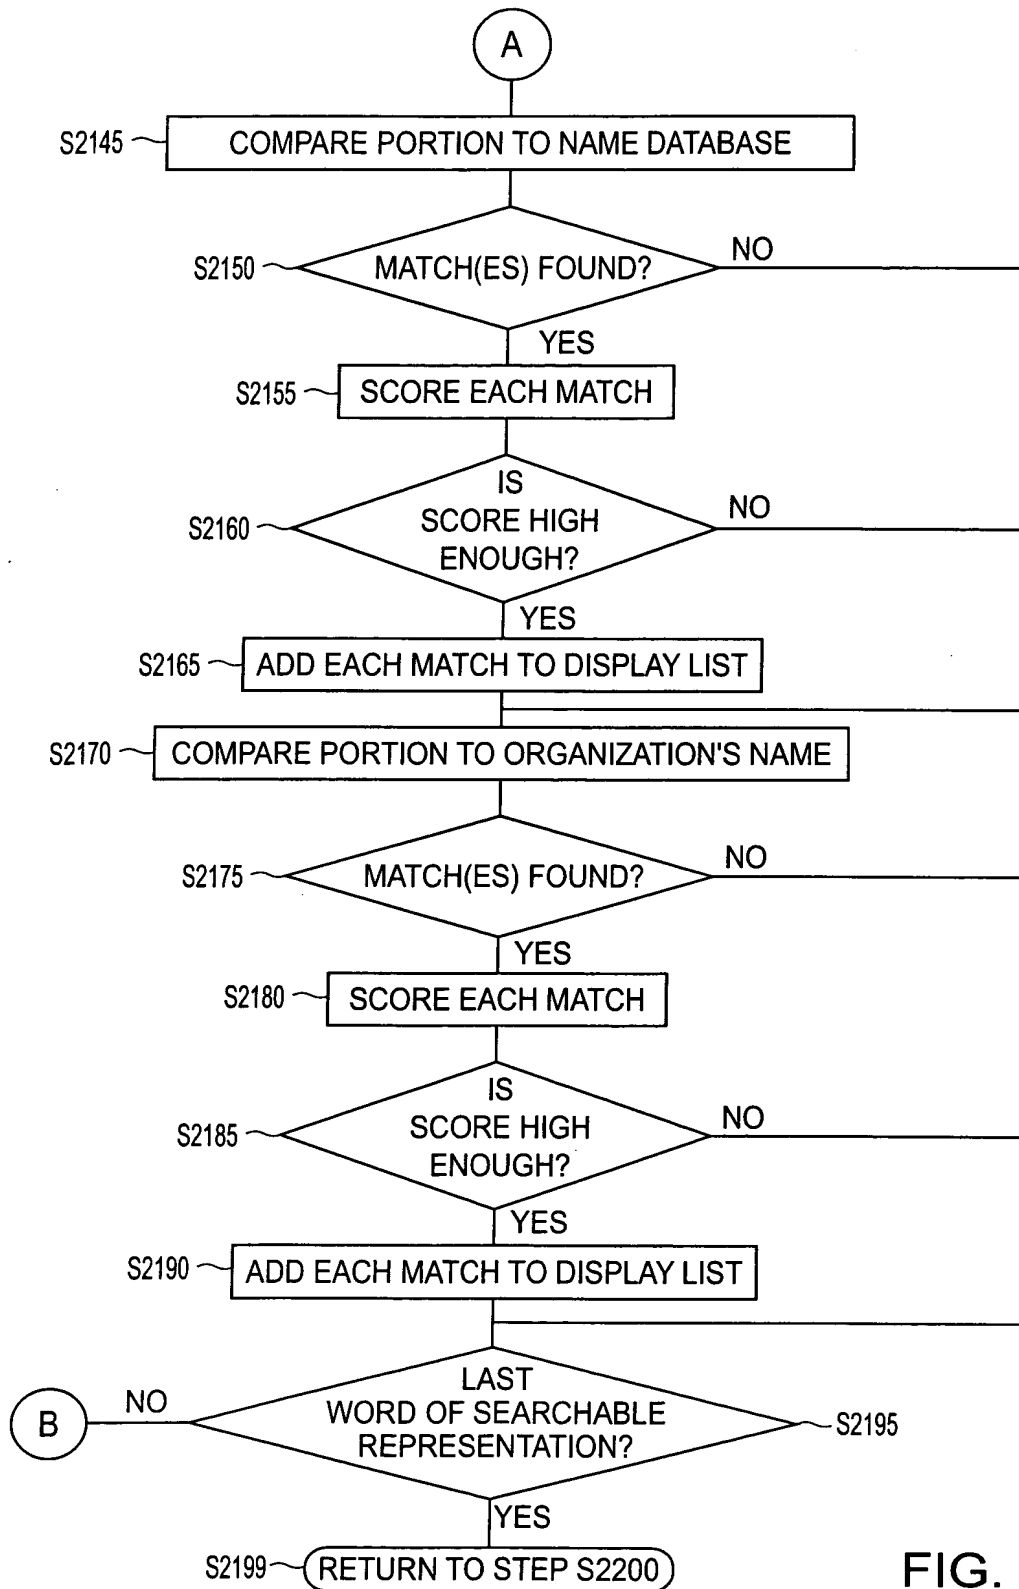 A
S2145
COMPARE PORTION TO NAME DATABASE
S2150
MATCH(ES) FOUND?
NO
YES
S2155
SCORE EACH MATCH
S2160
IS
SCORE HIGH
ENOUGH?
NO
YES
S2165
ADD EACH MATCH TO DISPLAY LIST
S2170
COMPARE PORTION TO ORGANIZATION'S NAME
S2175
MATCH(ES) FOUND?
NO
YES
S2180
SCORE EACH MATCH
S2185
IS
SCORE HIGH
ENOUGH?
NO
YES
S2190
ADD EACH MATCH TO DISPLAY LIST
B
NO
LAST
WORD OF SEARCHABLE
REPRESENTATION?
S2195
YES
S2199
RETURN TO STEP S2200
FIG.